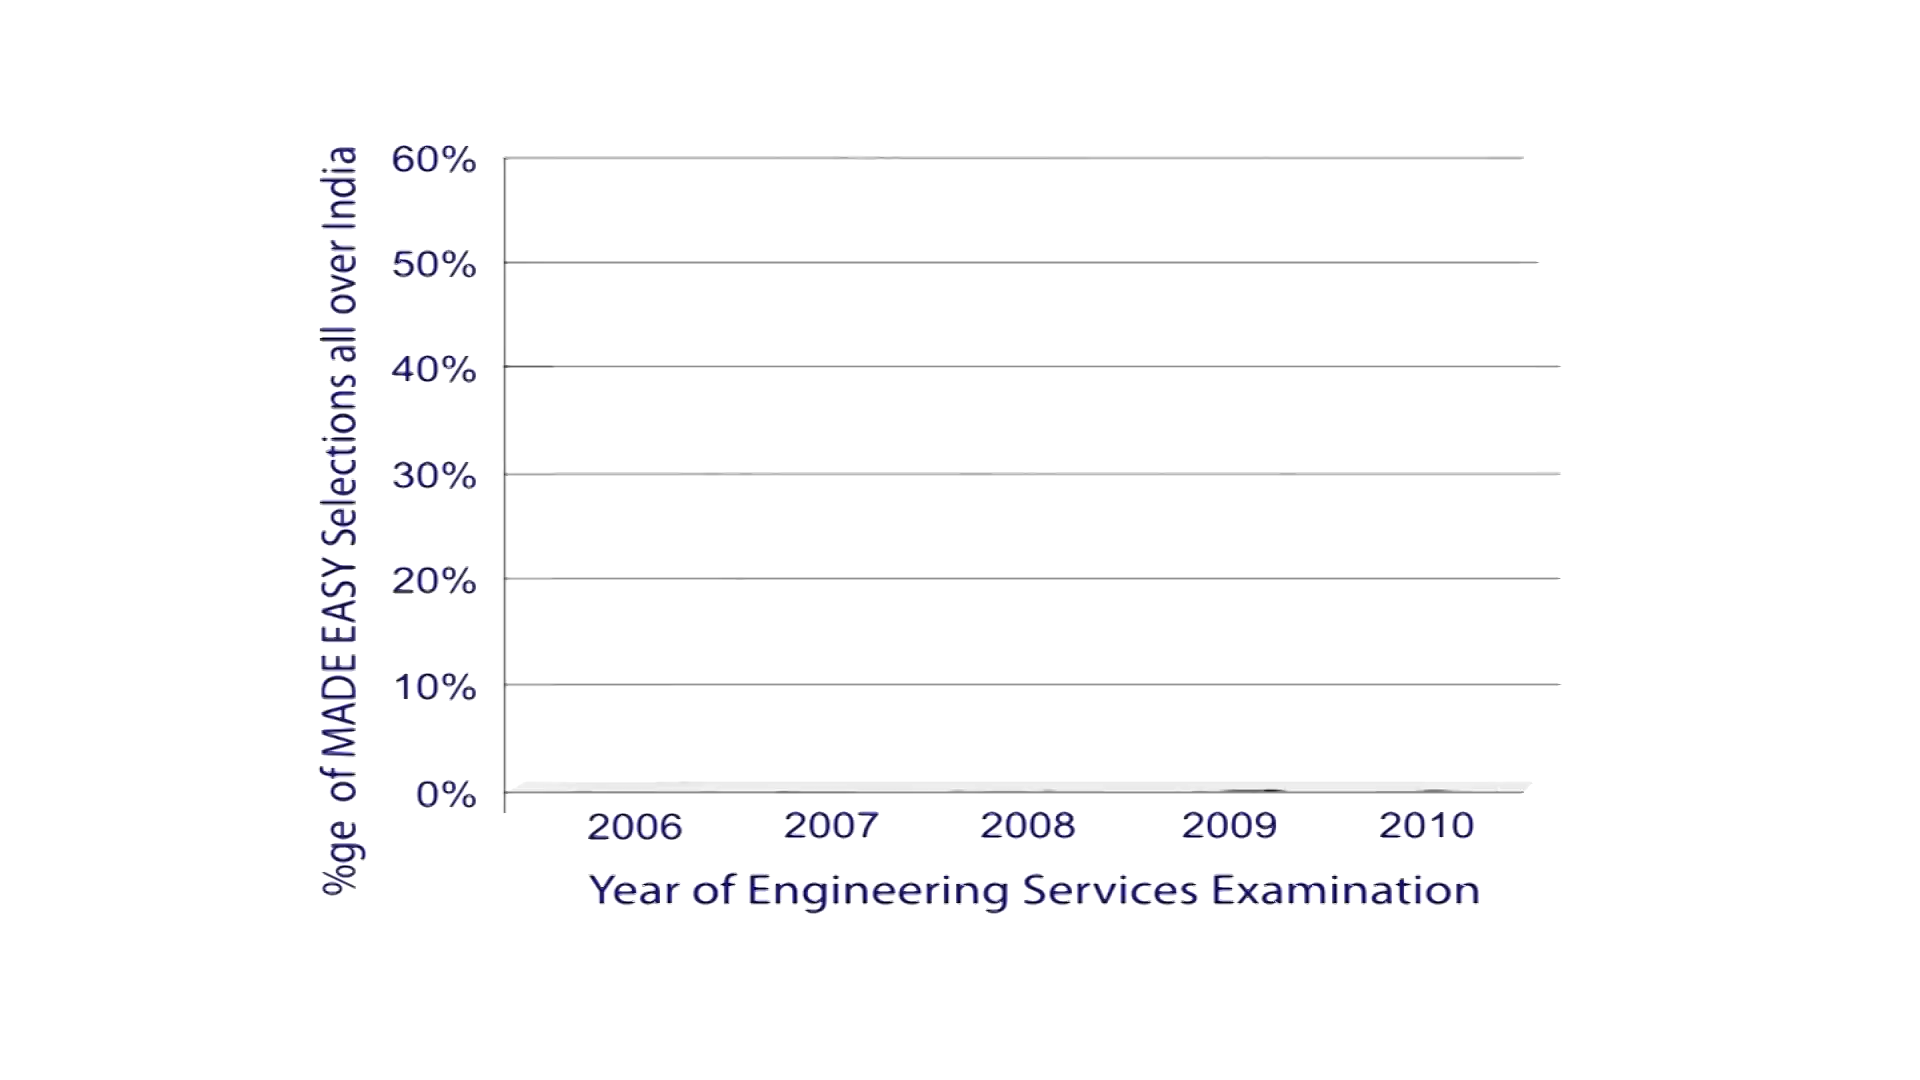 %ge of MADE EASY Selections all over India
60%
50%
40%
30%
20%
10%
0%
2006 2007 2008 2009 2010
Year of Engineering Services Examination